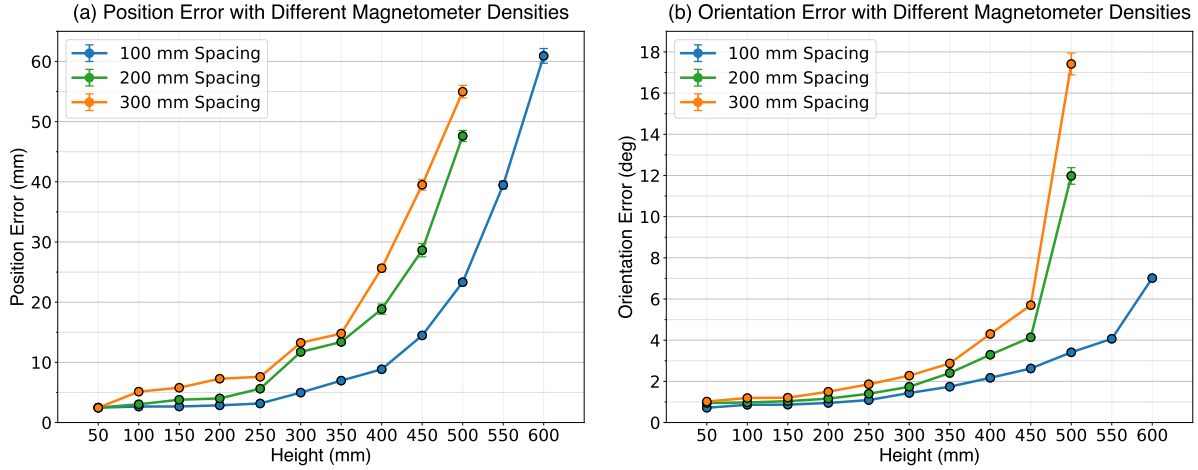 (a) Position Error with Different Magnetometer Densities
100 mm Spacing
200 mm Spacing
300 mm Spacing
Position Error (mm)
60
50
40
30
20
10
0
50 100 150 200 250 300 350 400 450 500 550 600
Height (mm)
(b) Orientation Error with Different Magnetometer Densities
100 mm Spacing
200 mm Spacing
300 mm Spacing
Orientation Error (deg)
18
16
14
12
10
8
6
4
2
0
50 100 150 200 250 300 350 400 450 500 550 600
Height (mm)